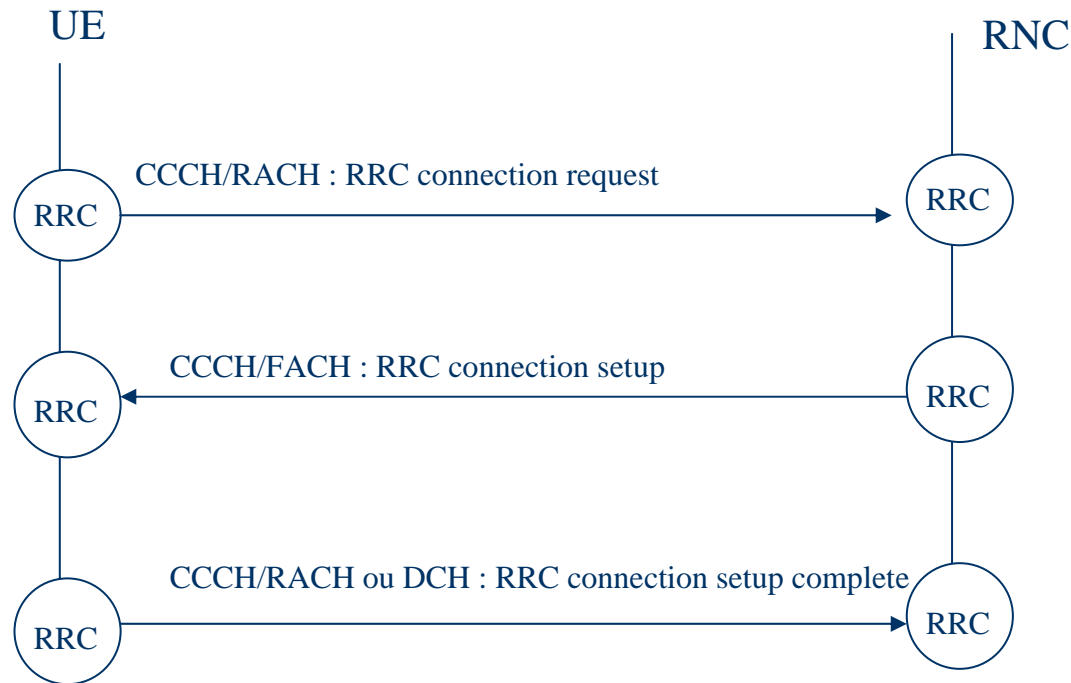 UE
RNC
CCCH/RACH : RRC connection request
RRC
RRC
CCCH/FACH : RRC connection setup
RRC
RRC
CCCH/RACH ou DCH : RRC connection setup complete
RRC
RRC